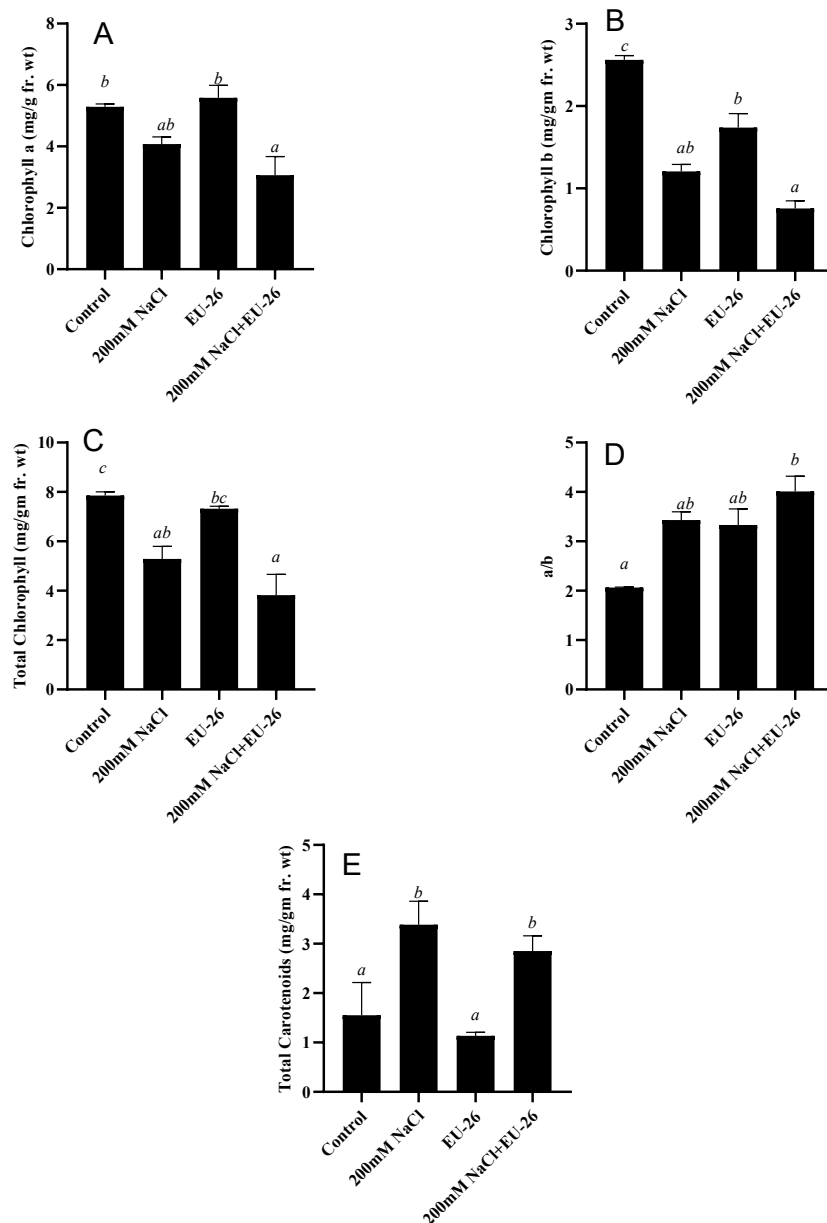 A
Chlorophyll a (mg/g fr. wt)
8
6
4
2
0
b
ab
b
a
Control
200mM NaCl
EU-26
200mM NaCl+EU-26
B
Chlorophyll b (mg/gm fr. wt)
3
2
1
0
c
ab
b
a
Control
200mM NaCl
EU-26
200mM NaCl+EU-26
C
Total Chlorophyll (mg/gm fr. wt)
10
8
6
4
2
0
c
ab
bc
a
Control
200mM NaCl
EU-26
200mM NaCl+EU-26
D
a/b
5
4
3
2
1
0
a
ab
ab
b
Control
200mM NaCl
EU-26
200mM NaCl+EU-26
E
Total Carotenoids (mg/gm fr. wt)
5
4
3
2
1
0
a
b
a
b
Control
200mM NaCl
EU-26
200mM NaCl+EU-26